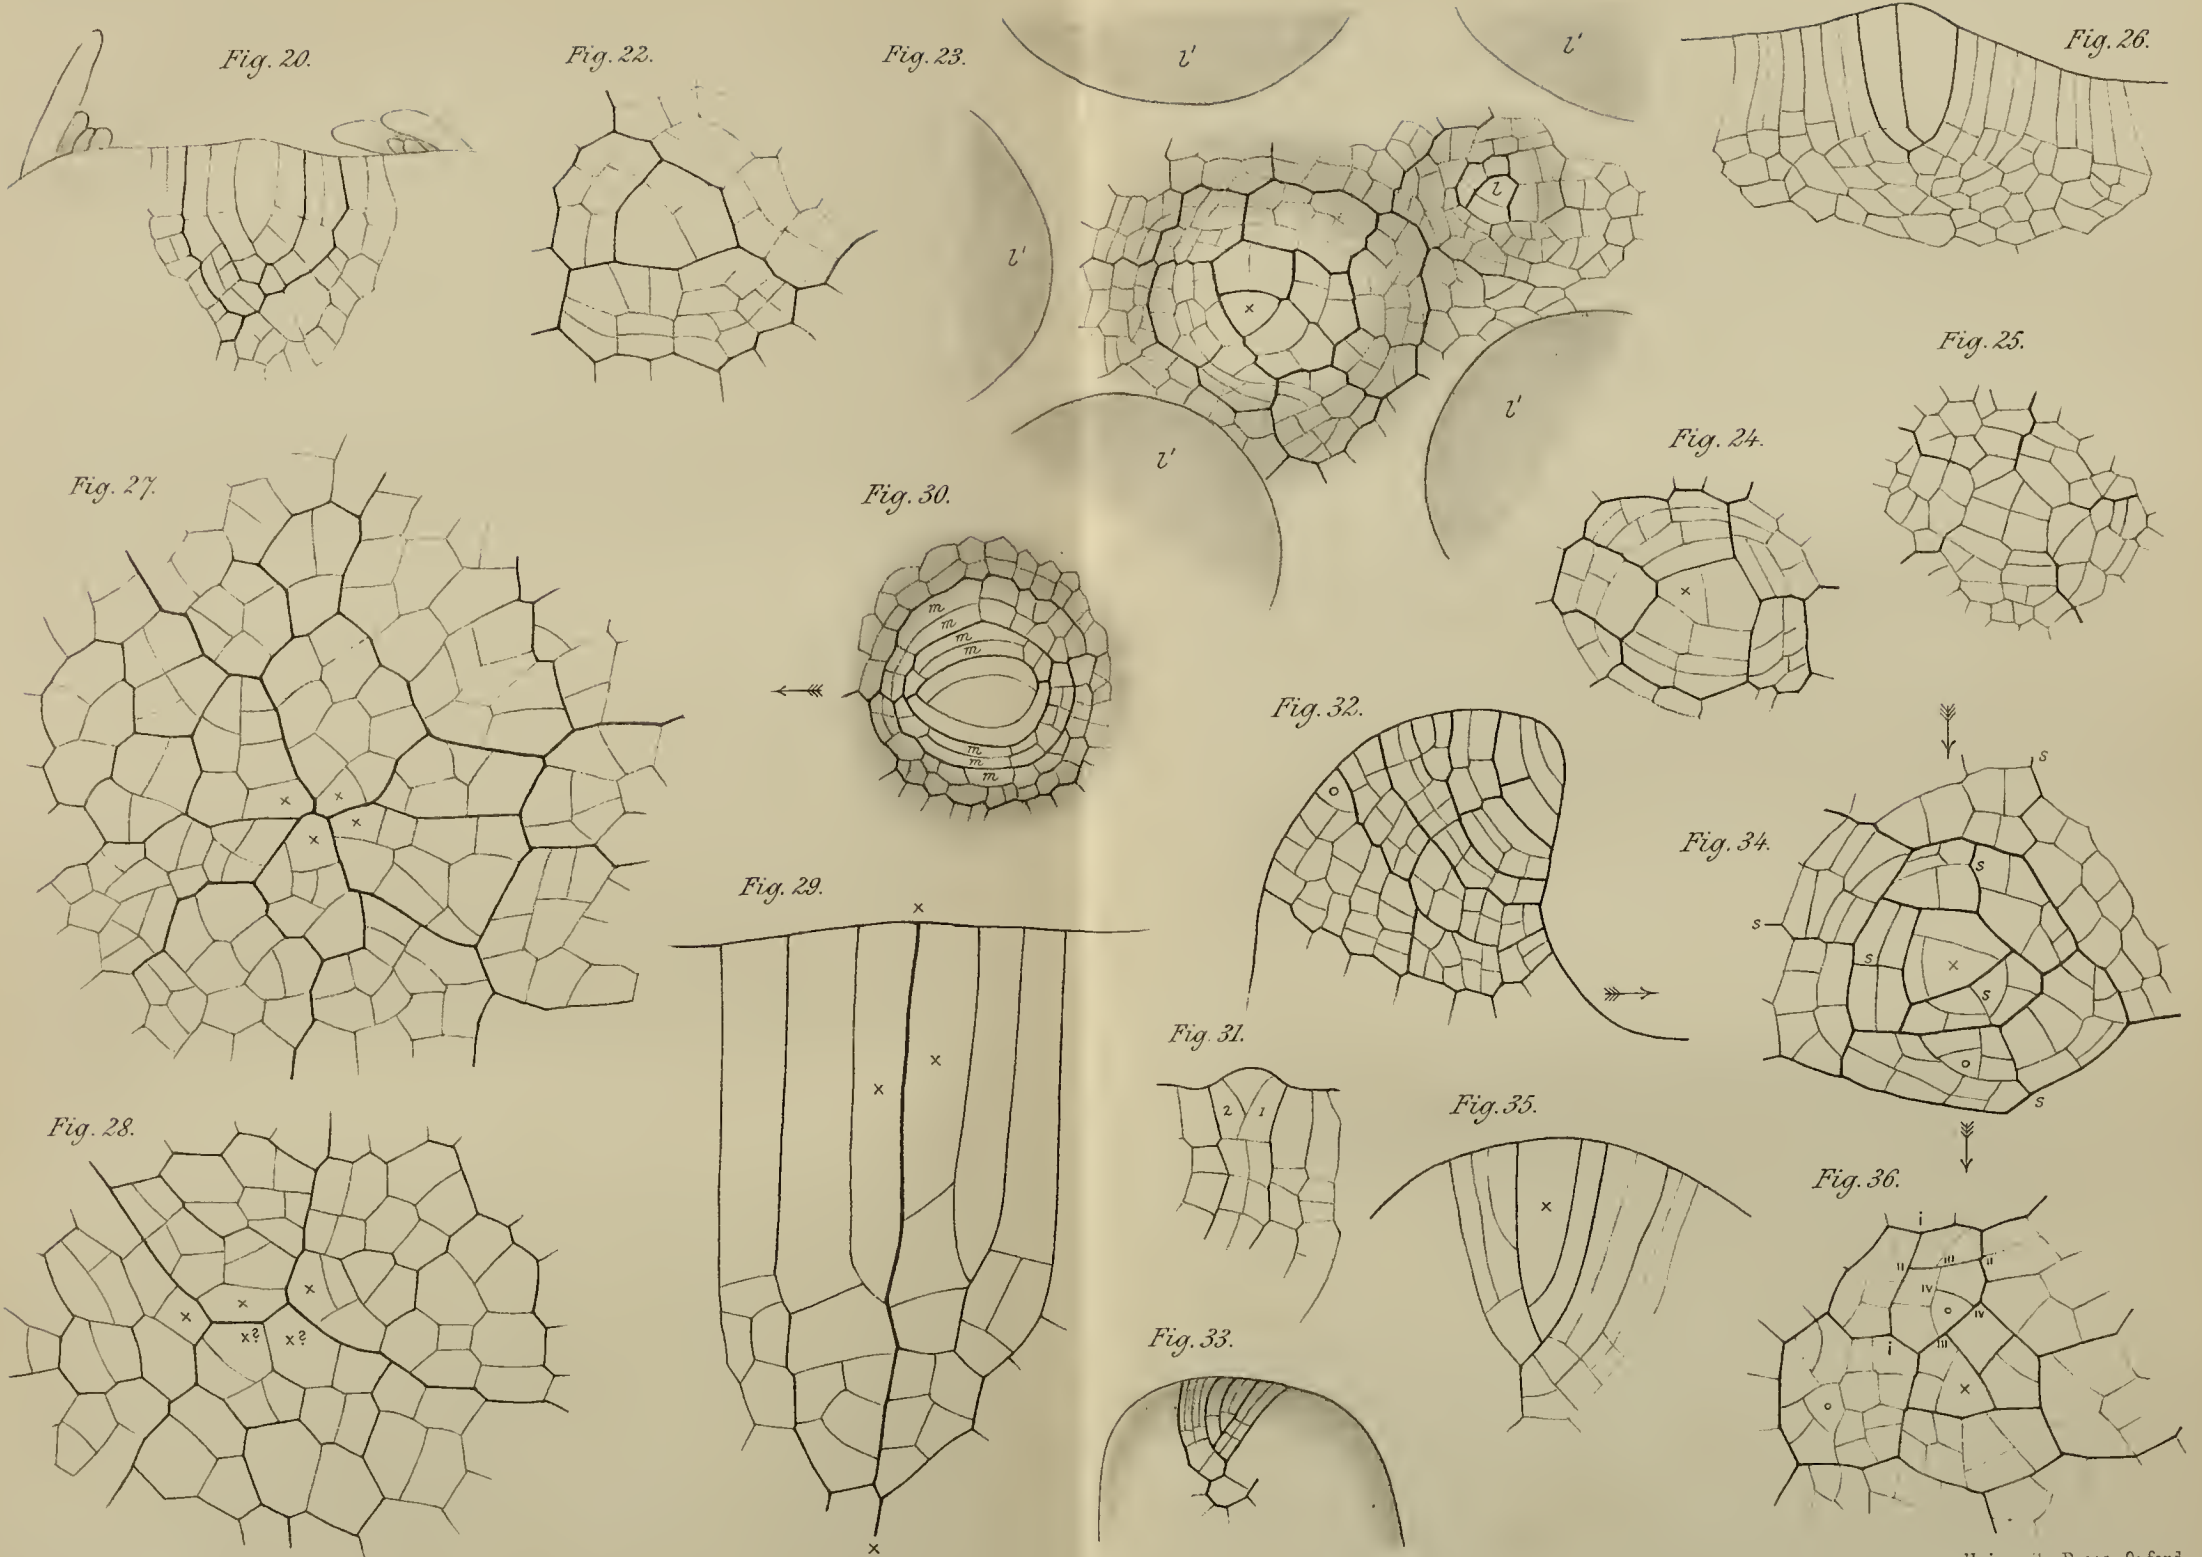 Fig. 20.
Fig. 22.
Fig. 23.
l'
l'
Fig. 26.
l'
l
x
Fig. 25.
l'
l'
Fig. 24.
x
Fig. 27.
x x
x x
Fig. 30.
m
m
m
m
m
m
m
Fig. 32.
o
Fig. 34.
s
s
s
s
x
s
o
s
Fig. 29.
x
x
x
x
Fig. 31.
2 1
Fig. 35.
x
Fig. 28.
x
x
x
x? x?
Fig. 33.
Fig. 36.
i
II III II
IV
o IV
III
i
x
o